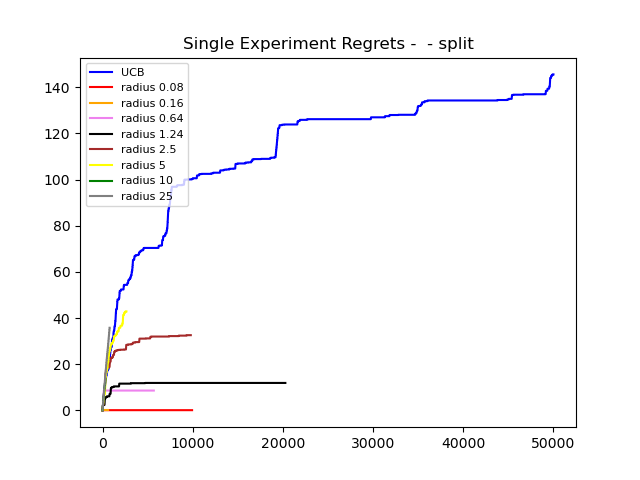 Single Experiment Regrets -  - split
UCB
radius 0.08
radius 0.16
radius 0.64
radius 1.24
radius 2.5
radius 5
radius 10
radius 25
140
120
100
80
60
40
20
0
0 10000 20000 30000 40000 50000